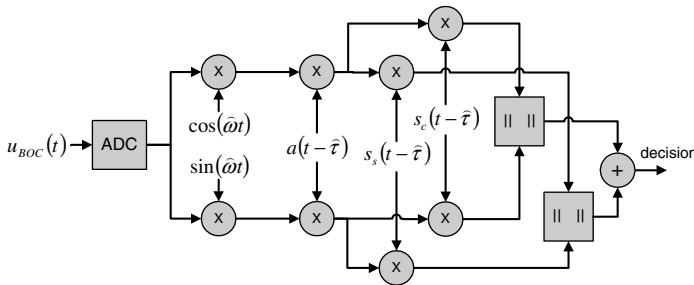 X
X X X
cos(ω̂t) s_c(t−τ̂) || ||
u_BOC(t) ADC a(t−τ̂) s_s(t−τ̂) decision
sin(ω̂t) +
|| ||
X X X
X